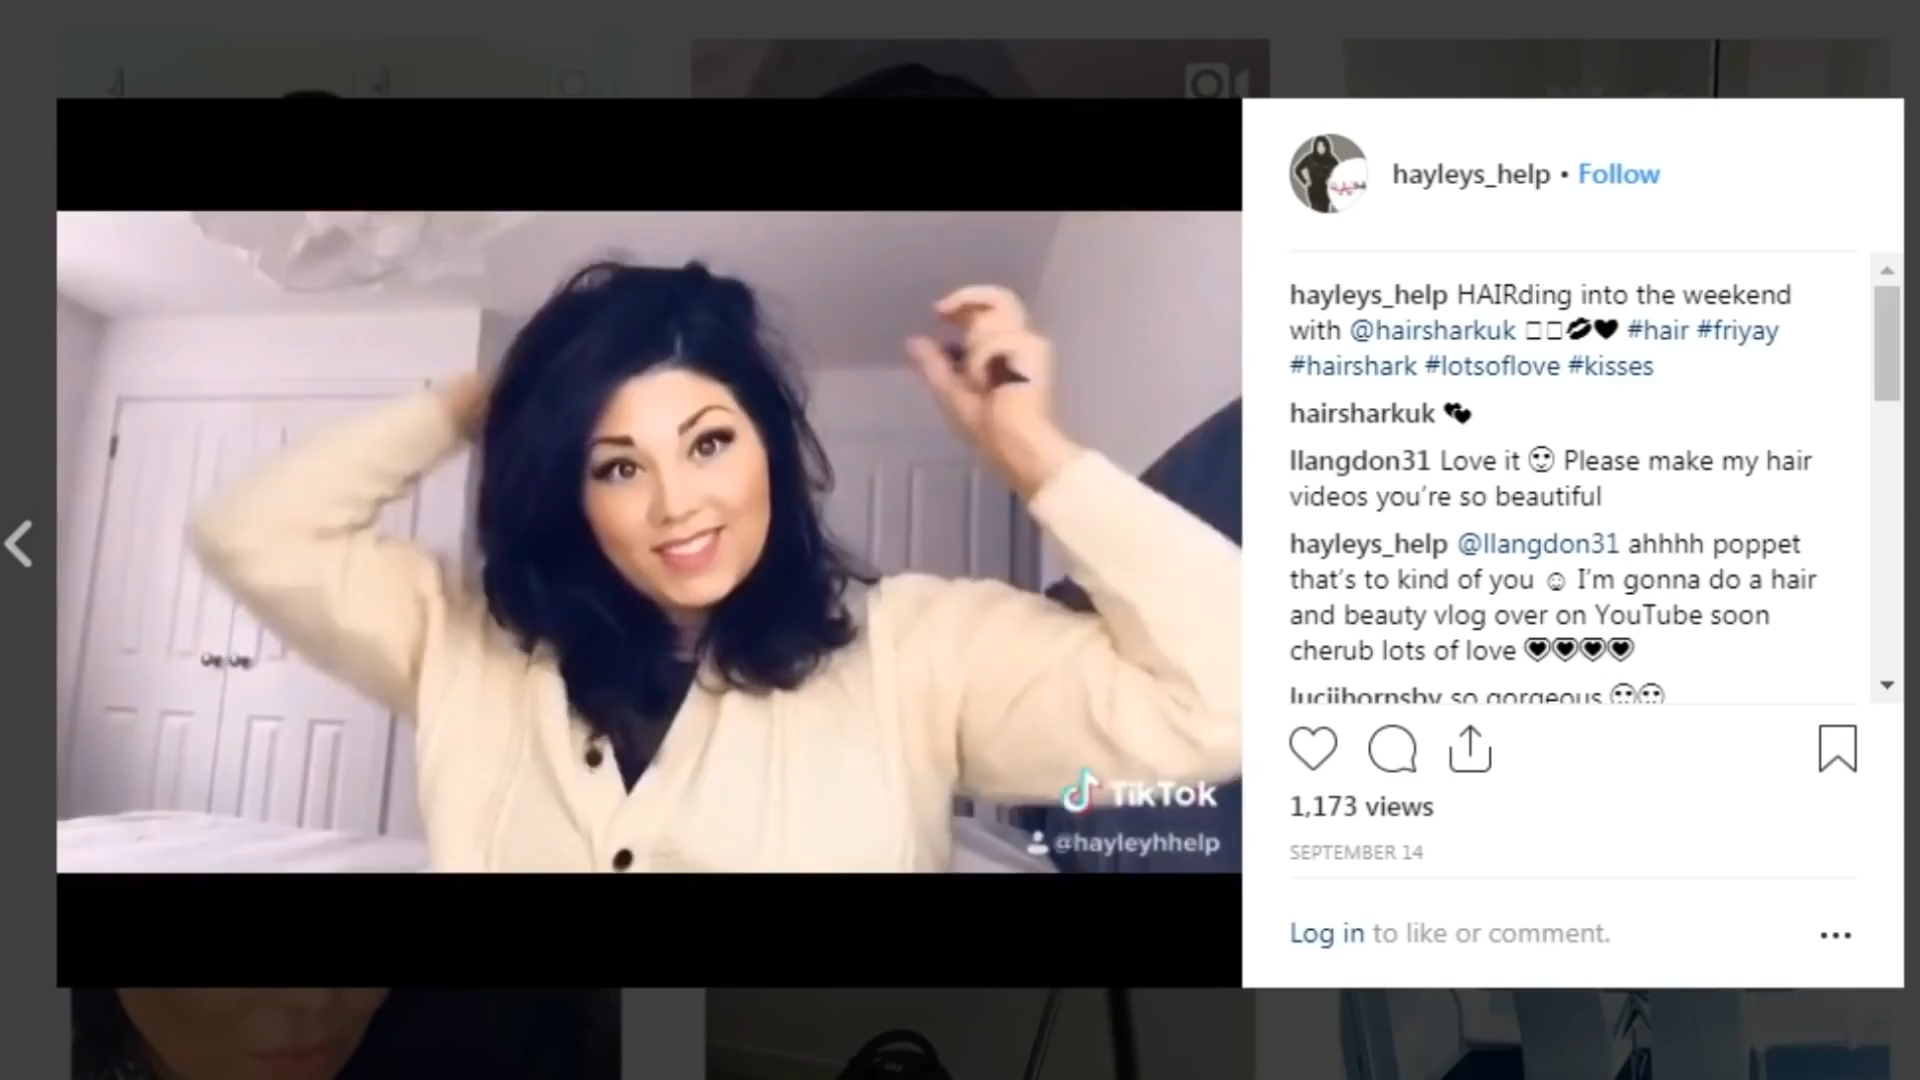 hayleys_help • Follow
hayleys_help HAIRding into the weekend
with @hairsharkuk 💋🖤 #hair #friyay
#hairshark #lotsoflove #kisses
hairsharkuk 💕
llangdon31 Love it 😍 Please make my hair
videos you're so beautiful
hayleys_help @llangdon31 ahhhh poppet
that's to kind of you ☺ I'm gonna do a hair
and beauty vlog over on YouTube soon
cherub lots of love 💗💗💗💗
luciihornsby so gorgeous 😍😍
TikTok
@hayleyhhelp
1,173 views
SEPTEMBER 14
Log in to like or comment.